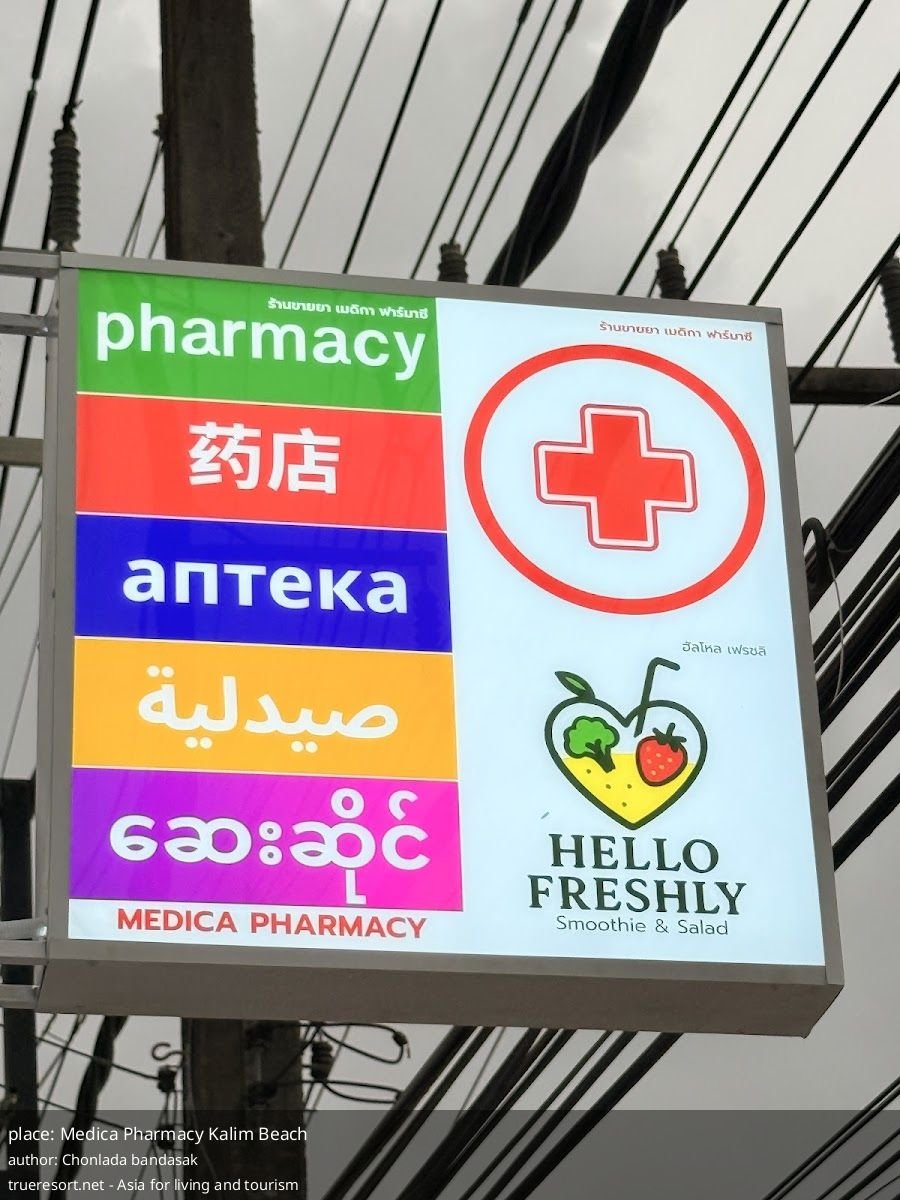 ร้านขายยา เมดิกา ฟาร์มาซี
pharmacy
药店
аптека
صيدلية
ဆေးဆိုင်
MEDICA PHARMACY
ร้านขายยา เมดิกา ฟาร์มาซี
ฮัลโหล เฟรชลิ
HELLO
FRESHLY
Smoothie & Salad
place: Medica Pharmacy Kalim Beach
author: Chonlada bandasak
trueresort.net - Asia for living and tourism